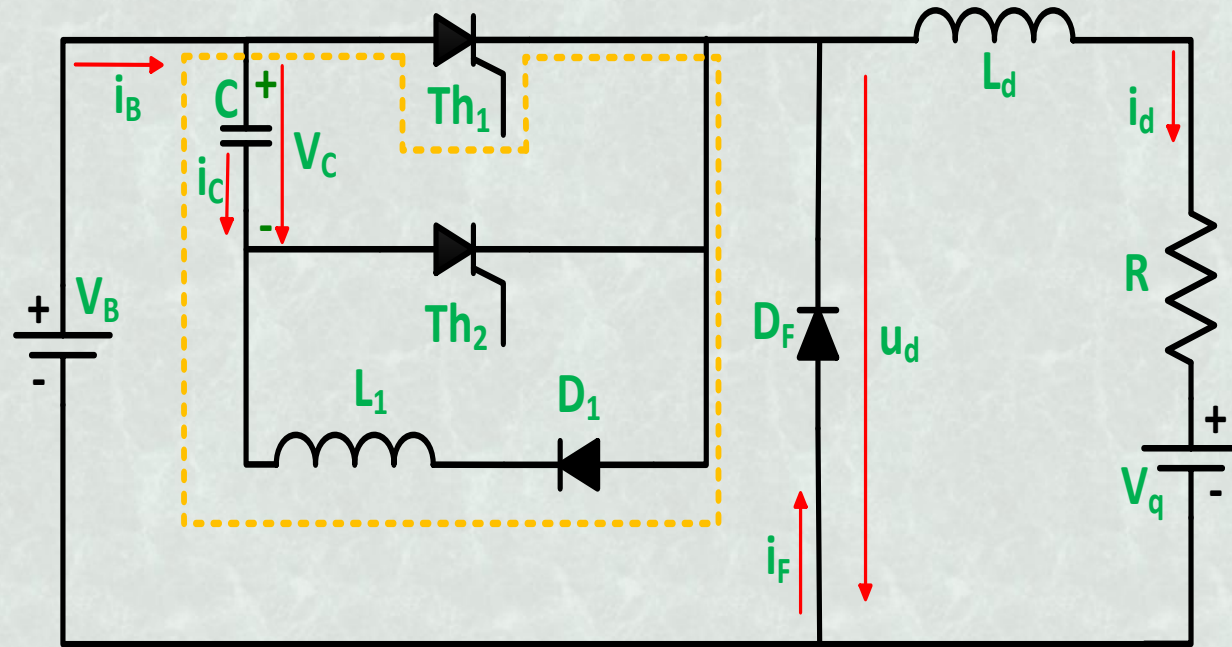 L_d
i_B
C
+
Th_1
i_d
V_C
i_C
-
R
V_B
+
Th_2
D_F
u_d
-
L_1
D_1
+
V_q
-
i_F